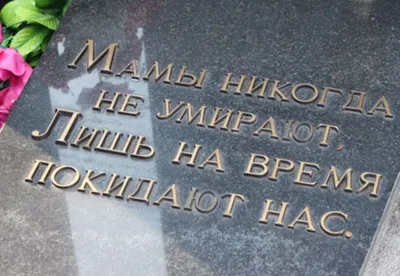 Мамы никогда
не умирают.
Лишь на время
покидают нас.